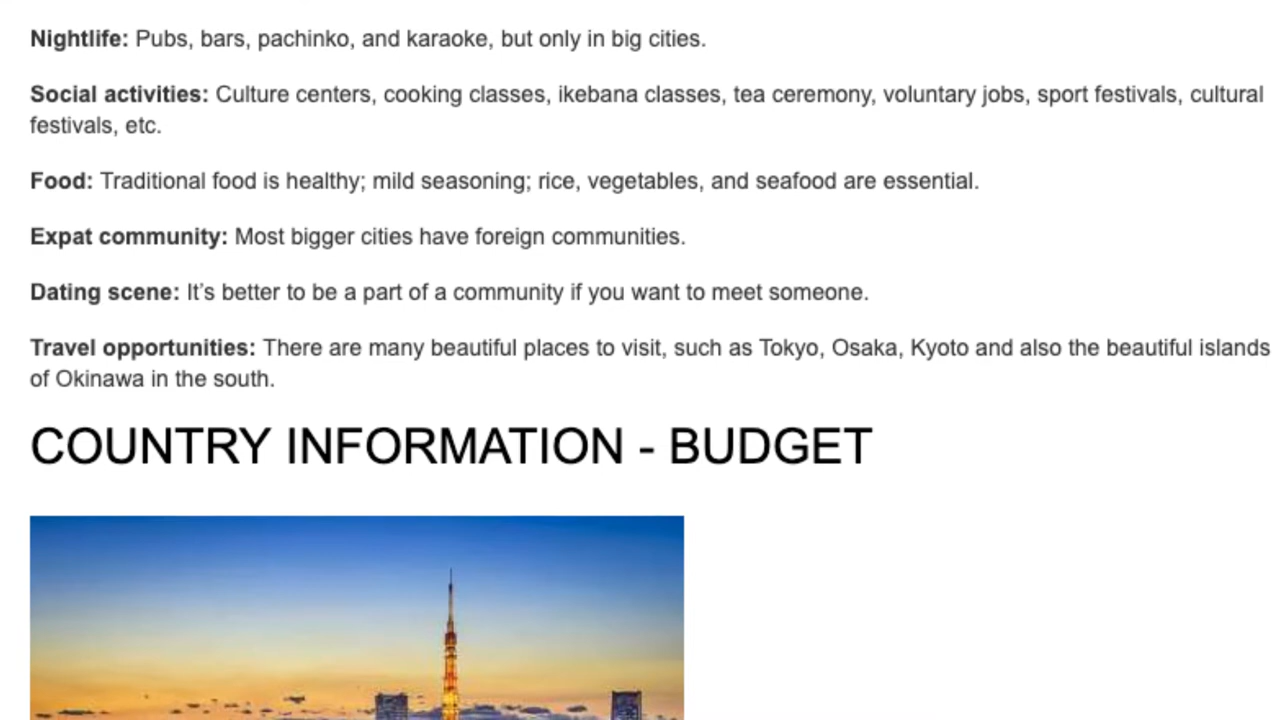 Nightlife: Pubs, bars, pachinko, and karaoke, but only in big cities.
Social activities: Culture centers, cooking classes, ikebana classes, tea ceremony, voluntary jobs, sport festivals, cultural
festivals, etc.
Food: Traditional food is healthy; mild seasoning; rice, vegetables, and seafood are essential.
Expat community: Most bigger cities have foreign communities.
Dating scene: It’s better to be a part of a community if you want to meet someone.
Travel opportunities: There are many beautiful places to visit, such as Tokyo, Osaka, Kyoto and also the beautiful islands
of Okinawa in the south.
COUNTRY INFORMATION - BUDGET